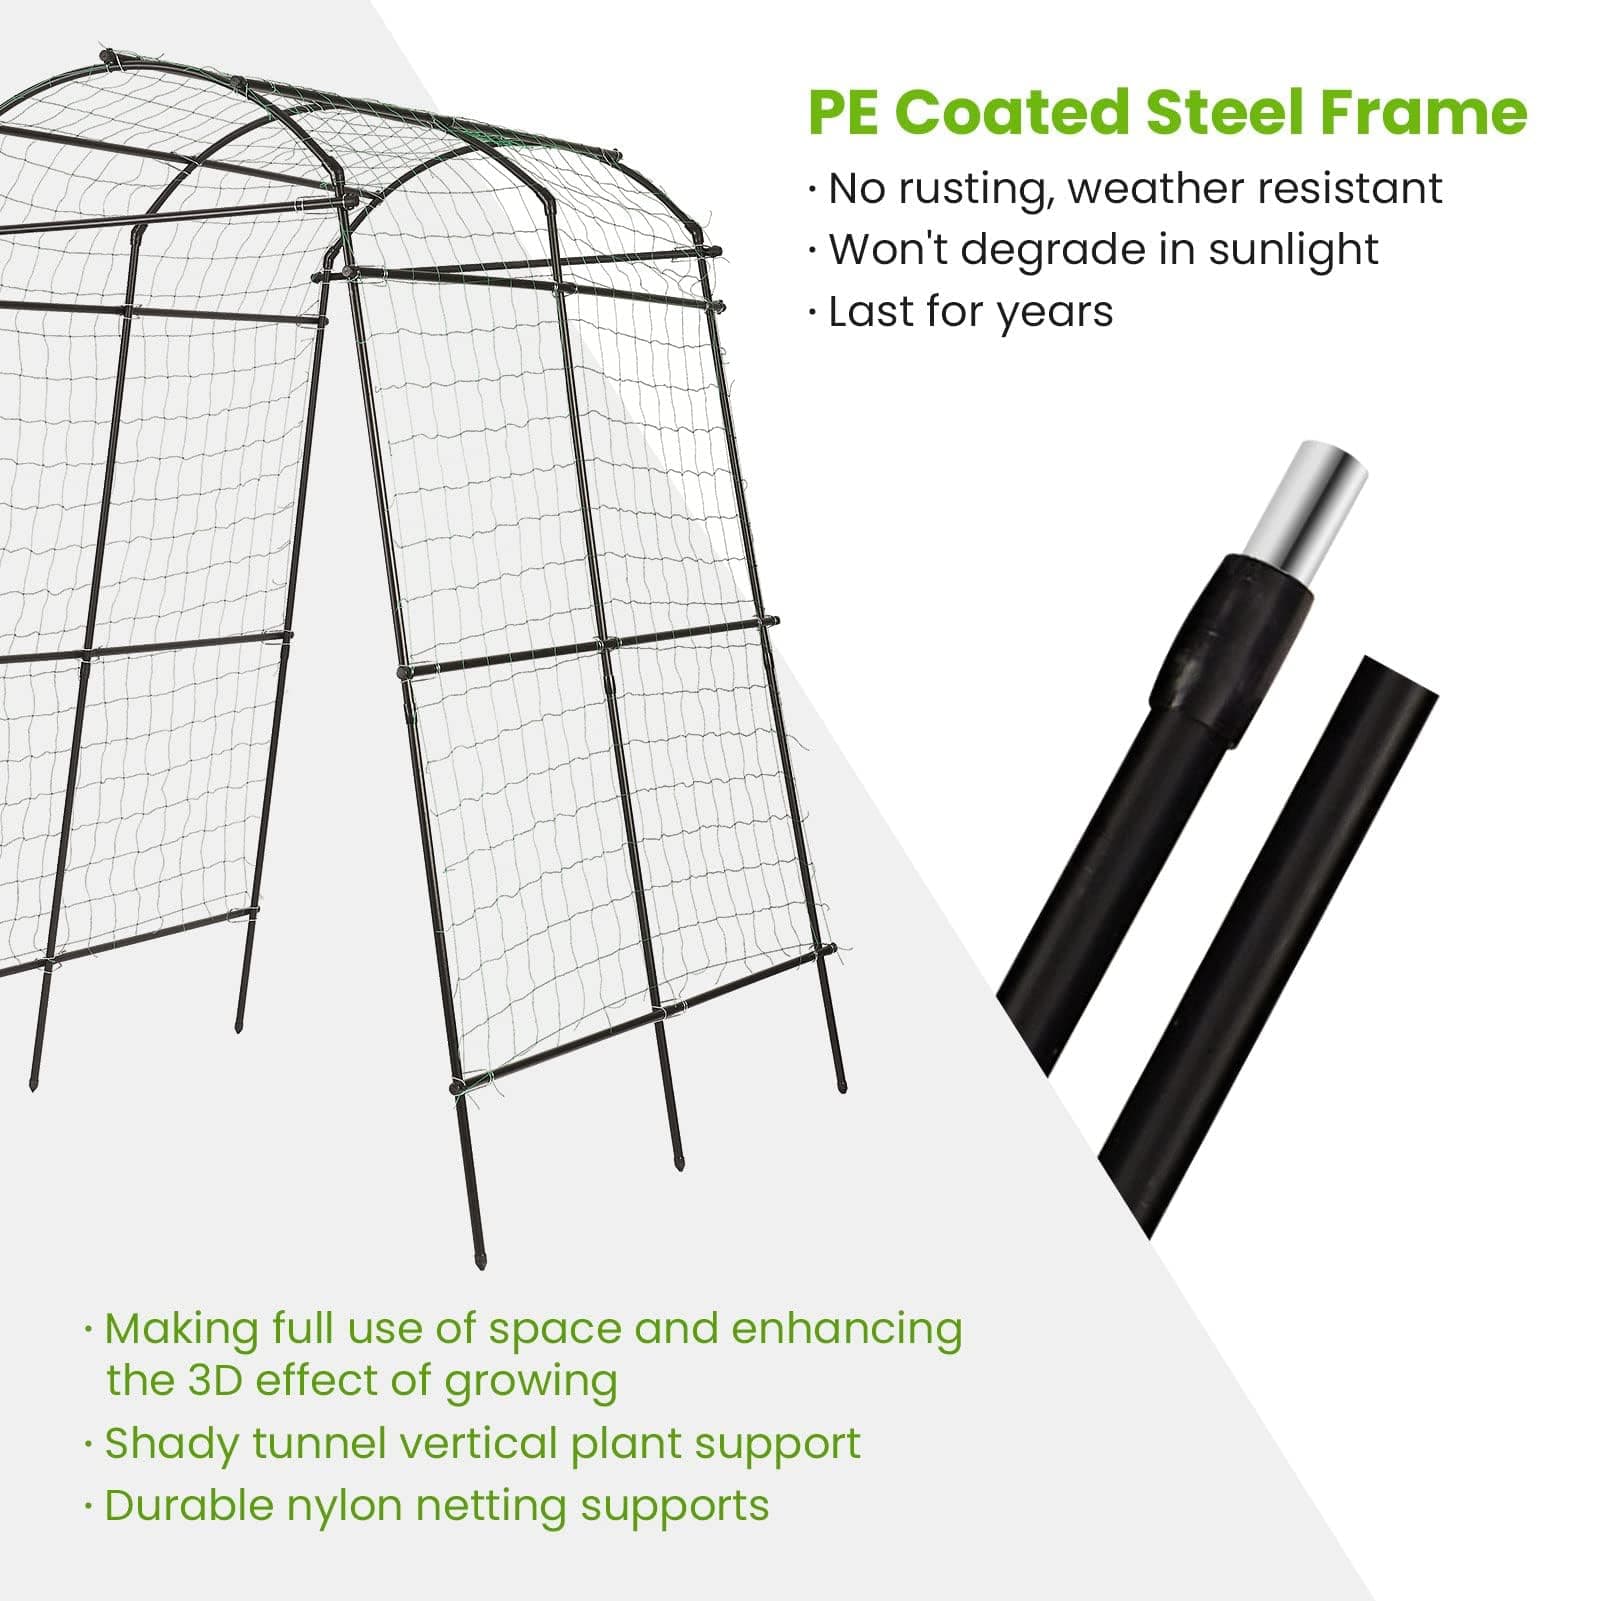 PE Coated Steel Frame
· No rusting, weather resistant
· Won't degrade in sunlight
· Last for years
· Making full use of space and enhancing
the 3D effect of growing
· Shady tunnel vertical plant support
· Durable nylon netting supports